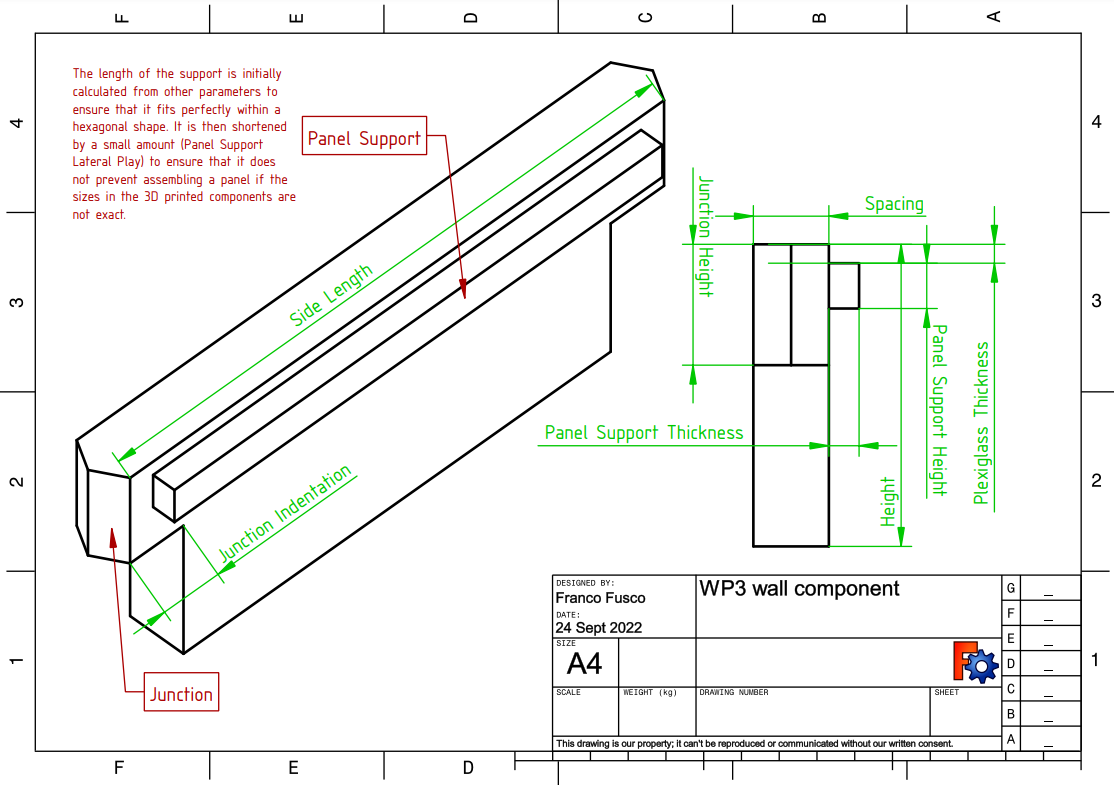 F
E
D
C
B
A
4
4
The length of the support is initially
calculated from other parameters to
ensure that it fits perfectly within a
hexagonal shape. It is then shortened
by a small amount (Panel Support
Lateral Play) to ensure that it does
not prevent assembling a panel if the
sizes in the 3D printed components are
not exact.
Panel Support
Junction Height
Spacing
Side Length
3
3
Panel Support Height
Plexiglass Thickness
Panel Support Thickness
Height
2
2
Junction Indentation
Junction
1
1
DESIGNED BY:
Franco Fusco
DATE:
24 Sept 2022
WP3 wall component
SIZE
A4
SCALE
WEIGHT (kg)
DRAWING NUMBER
SHEET
This drawing is our property; it can't be reproduced or communicated without our written consent.
G _
F _
E _
D _
C _
B _
A _
F
E
D